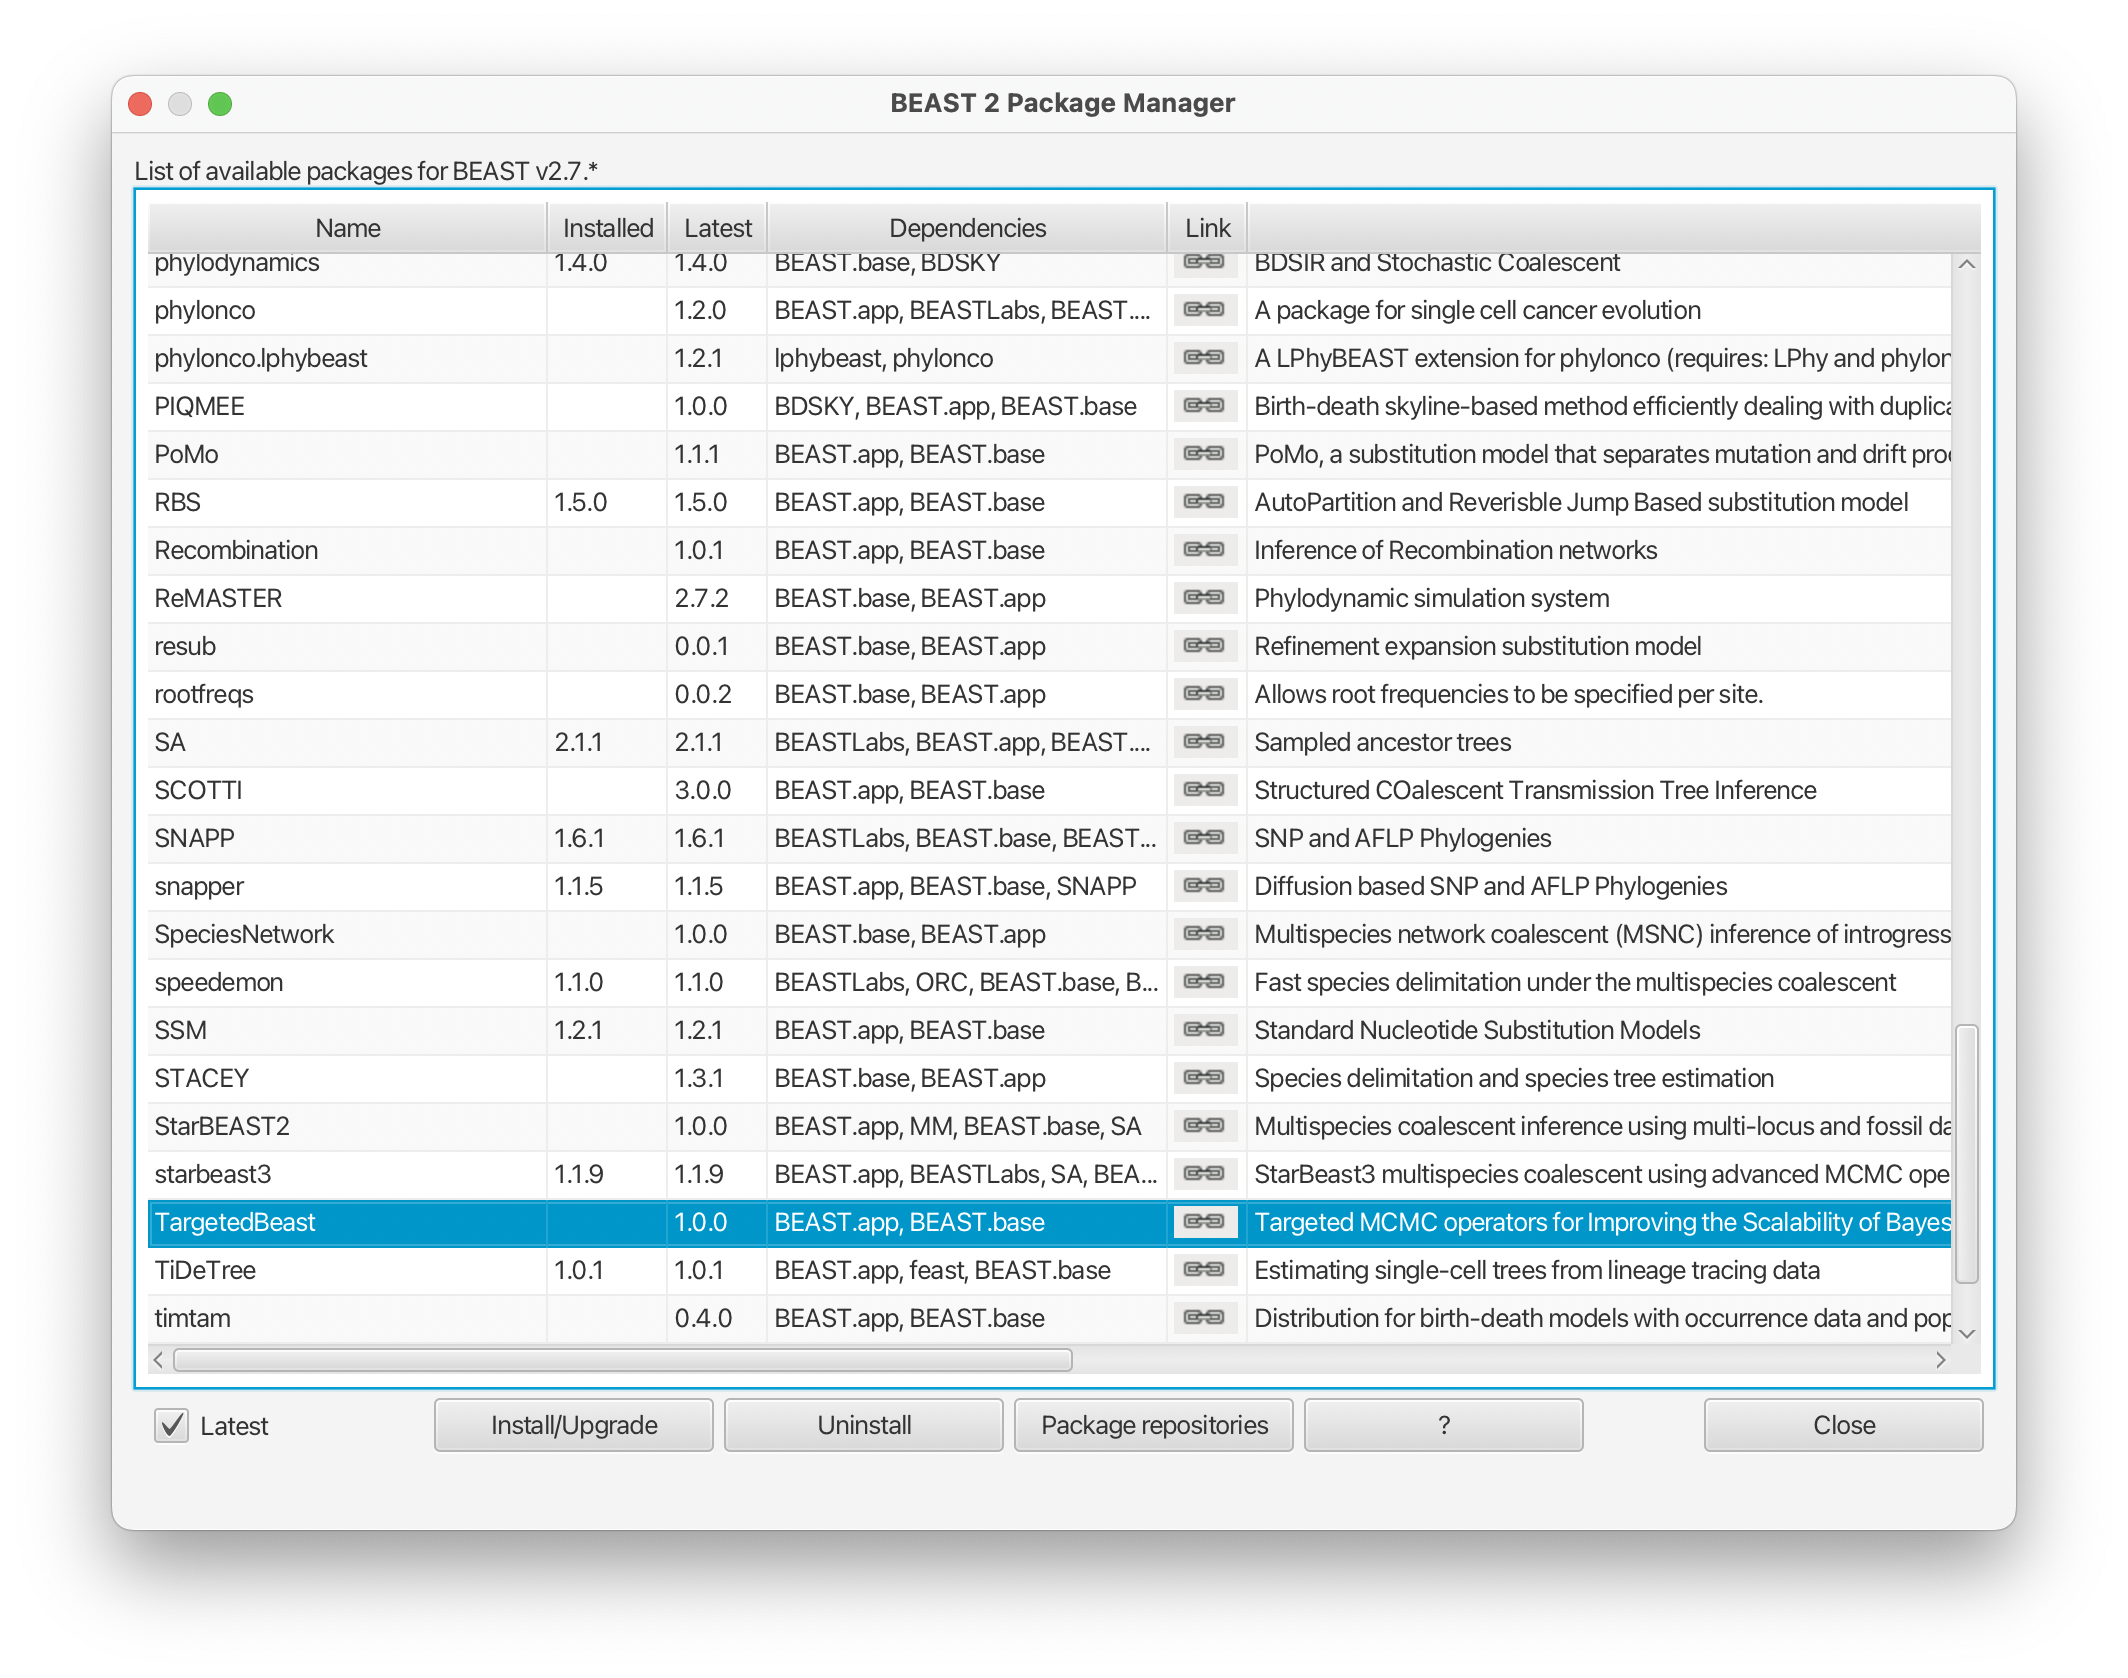 BEAST 2 Package Manager
List of available packages for BEAST v2.7.*
Name Installed Latest Dependencies Link
phylodynamics 1.4.0 1.4.0 BEAST.base, BDSKY BDSIR and Stochastic Coalescent
phylonco 1.2.0 BEAST.app, BEASTLabs, BEAST.... A package for single cell cancer evolution
phylonco.lphybeast 1.2.1 lphybeast, phylonco A LPhyBEAST extension for phylonco (requires: LPhy and phylon
PIQMEE 1.0.0 BDSKY, BEAST.app, BEAST.base Birth-death skyline-based method efficiently dealing with duplica
PoMo 1.1.1 BEAST.app, BEAST.base PoMo, a substitution model that separates mutation and drift proc
RBS 1.5.0 1.5.0 BEAST.app, BEAST.base AutoPartition and Reverisble Jump Based substitution model
Recombination 1.0.1 BEAST.app, BEAST.base Inference of Recombination networks
ReMASTER 2.7.2 BEAST.base, BEAST.app Phylodynamic simulation system
resub 0.0.1 BEAST.base, BEAST.app Refinement expansion substitution model
rootfreqs 0.0.2 BEAST.base, BEAST.app Allows root frequencies to be specified per site.
SA 2.1.1 2.1.1 BEASTLabs, BEAST.app, BEAST.... Sampled ancestor trees
SCOTTI 3.0.0 BEAST.app, BEAST.base Structured COalescent Transmission Tree Inference
SNAPP 1.6.1 1.6.1 BEASTLabs, BEAST.base, BEAST... SNP and AFLP Phylogenies
snapper 1.1.5 1.1.5 BEAST.app, BEAST.base, SNAPP Diffusion based SNP and AFLP Phylogenies
SpeciesNetwork 1.0.0 BEAST.base, BEAST.app Multispecies network coalescent (MSNC) inference of introgress
speedemon 1.1.0 1.1.0 BEASTLabs, ORC, BEAST.base, B... Fast species delimitation under the multispecies coalescent
SSM 1.2.1 1.2.1 BEAST.app, BEAST.base Standard Nucleotide Substitution Models
STACEY 1.3.1 BEAST.base, BEAST.app Species delimitation and species tree estimation
StarBEAST2 1.0.0 BEAST.app, MM, BEAST.base, SA Multispecies coalescent inference using multi-locus and fossil da
starbeast3 1.1.9 1.1.9 BEAST.app, BEASTLabs, SA, BEA... StarBeast3 multispecies coalescent using advanced MCMC ope
TargetedBeast 1.0.0 BEAST.app, BEAST.base Targeted MCMC operators for Improving the Scalability of Bayes
TiDeTree 1.0.1 1.0.1 BEAST.app, feast, BEAST.base Estimating single-cell trees from lineage tracing data
timtam 0.4.0 BEAST.app, BEAST.base Distribution for birth-death models with occurrence data and pop
Latest Install/Upgrade Uninstall Package repositories ? Close